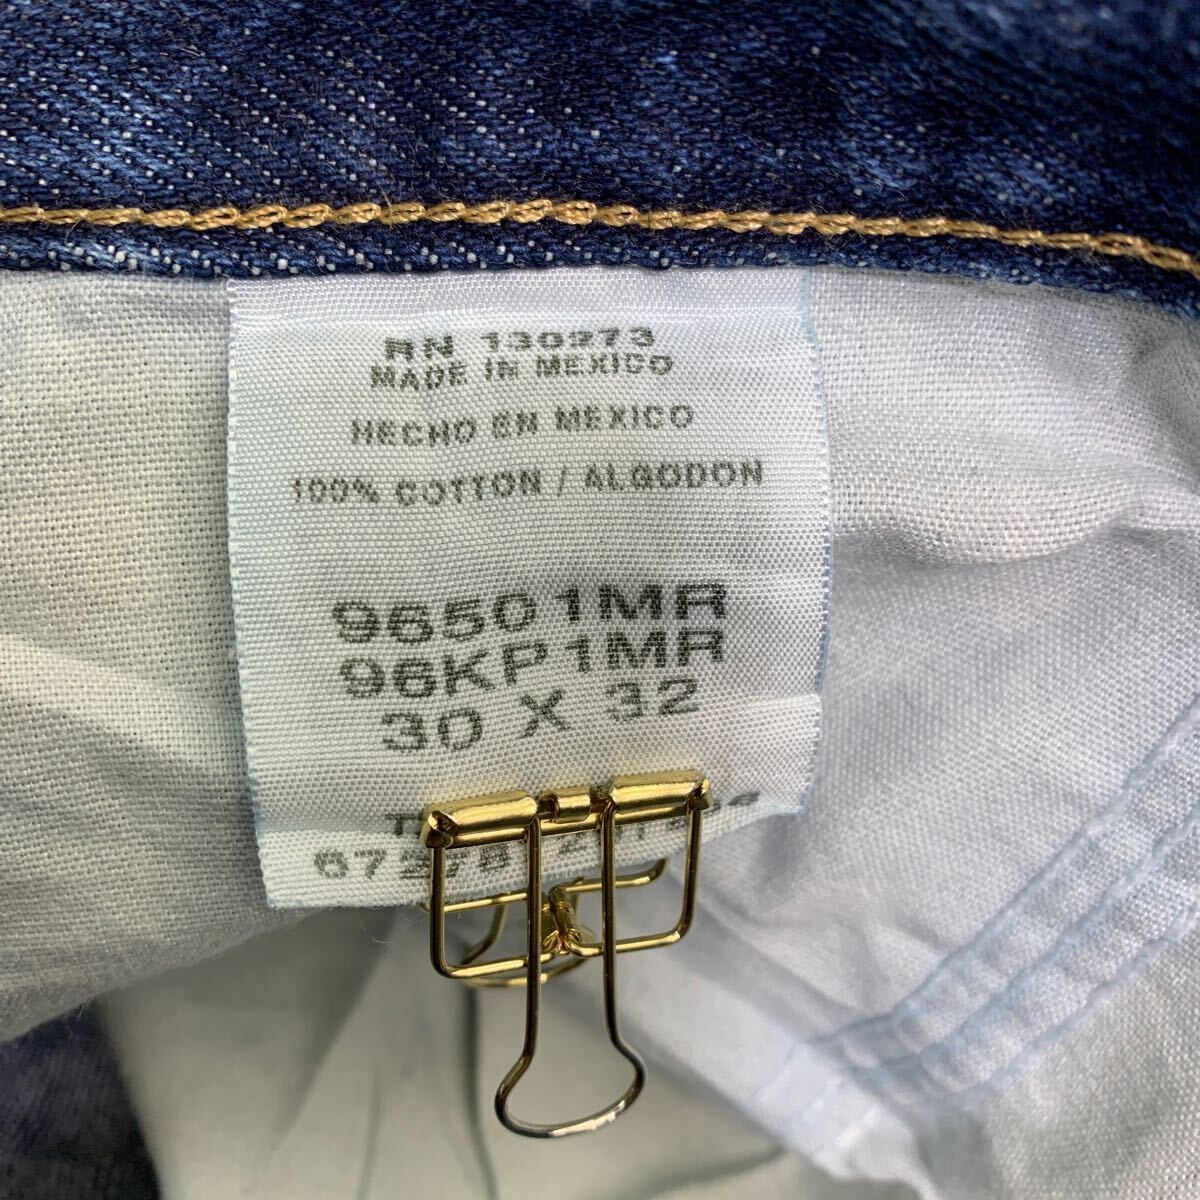 RN 130273
MADE IN MEXICO
HECHO EN MEXICO
100% COTTON / ALGODON
96501MR
96KP1MR
30 X 32